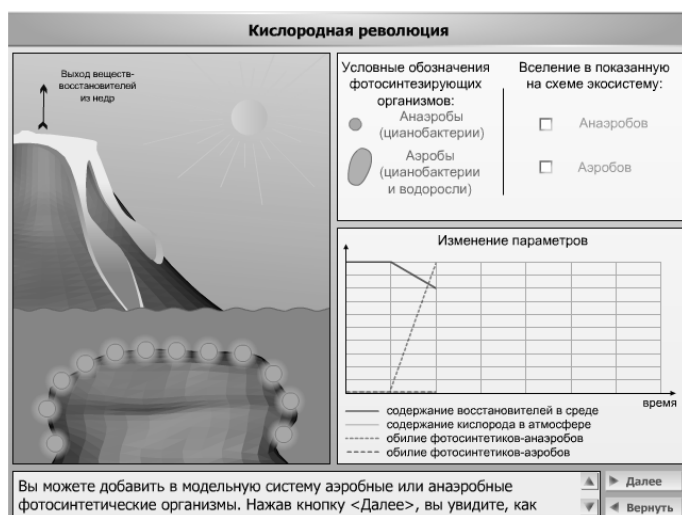 Кислородная революция
Выход веществ-
восстановителей
из недр
Условные обозначения
фотосинтезирующих
организмов:
Анаэробы
(цианобактерии)
Аэробы
(цианобактерии
и водоросли)
Вселение в показанную
на схеме экосистему:
Анаэробов
Аэробов
Изменение параметров
время
содержание восстановителей в среде
содержание кислорода в атмосфере
обилие фотосинтетиков-анаэробов
обилие фотосинтетиков-аэробов
Вы можете добавить в модельную систему аэробные или анаэробные
фотосинтетические организмы. Нажав кнопку <Далее>, вы увидите, как
Далее
Вернуть